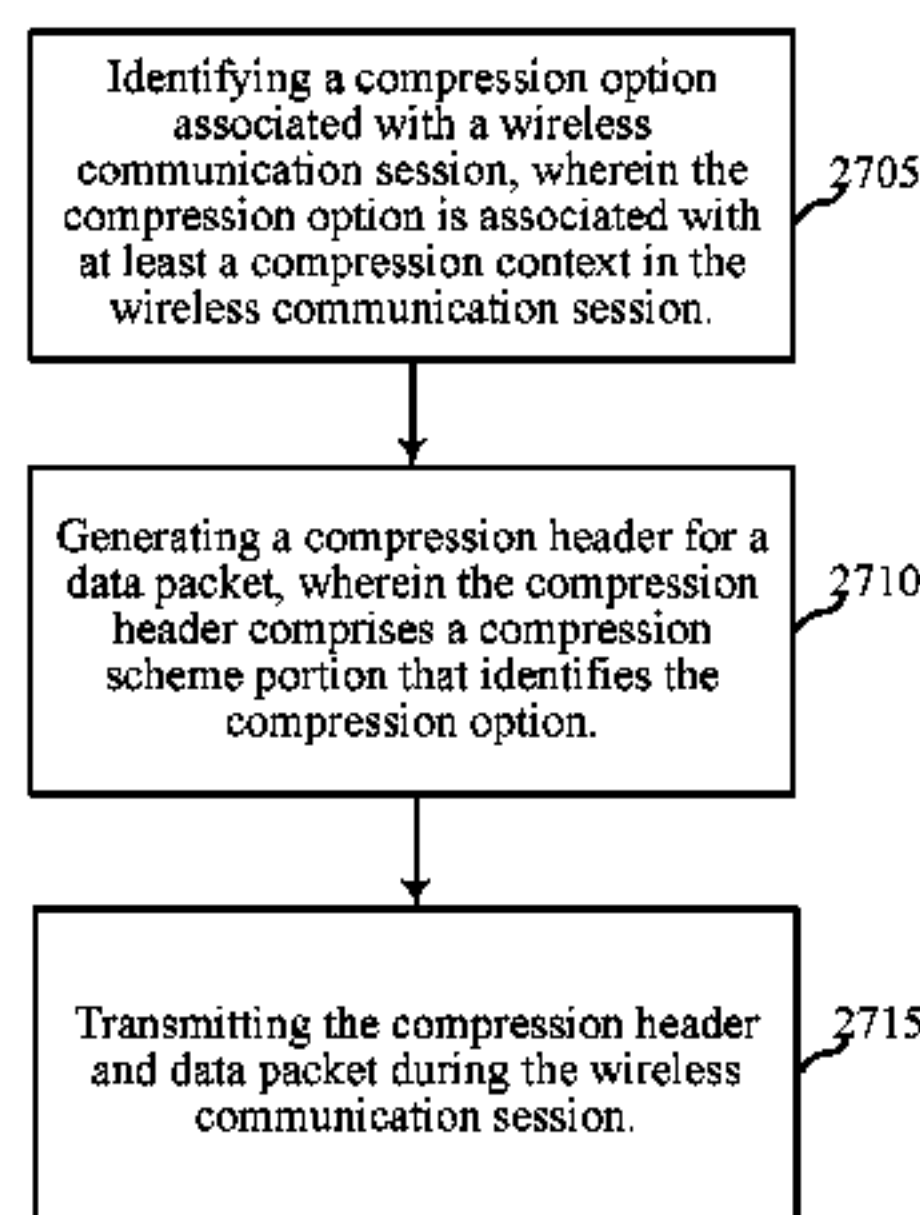 Identifying a compression option
associated with a wireless
communication session, wherein the
compression option is associated with
at least a compression context in the
wireless communication session.
2705
Generating a compression header for a
data packet, wherein the compression
header comprises a compression
scheme portion that identifies the
compression option.
2710
Transmitting the compression header
and data packet during the wireless
communication session.
2715